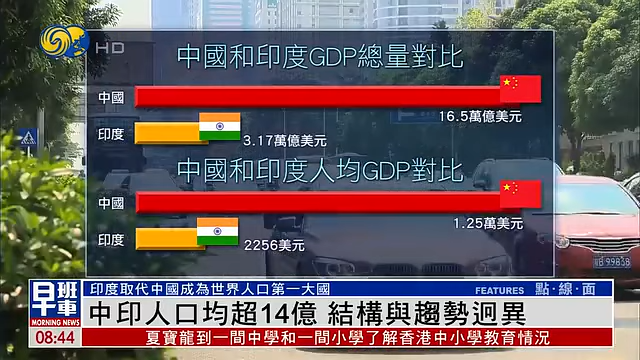 HD
中國和印度GDP總量對比
中國
16.5萬億美元
印度
3.17萬億美元
中國和印度人均GDP對比
中國
1.25萬美元
印度
2256美元
早班車
MORNING NEWS
08:44
印度取代中國成為世界人口第一大國
FEATURES 點·線·面
中印人口均超14億 結構與趨勢迥異
夏寶龍到一間中學和一間小學了解香港中小學教育情況